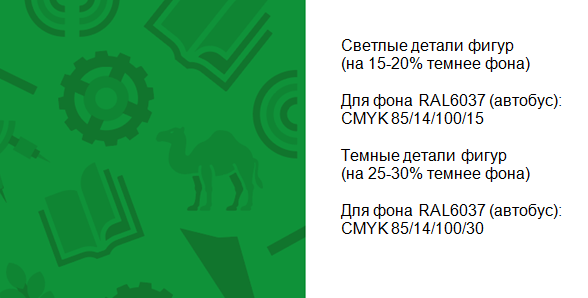 Светлые детали фигур
(на 15-20% темнее фона)
Для фона RAL6037 (автобус):
CMYK 85/14/100/15
Темные детали фигур
(на 25-30% темнее фона)
Для фона RAL6037 (автобус):
CMYK 85/14/100/30